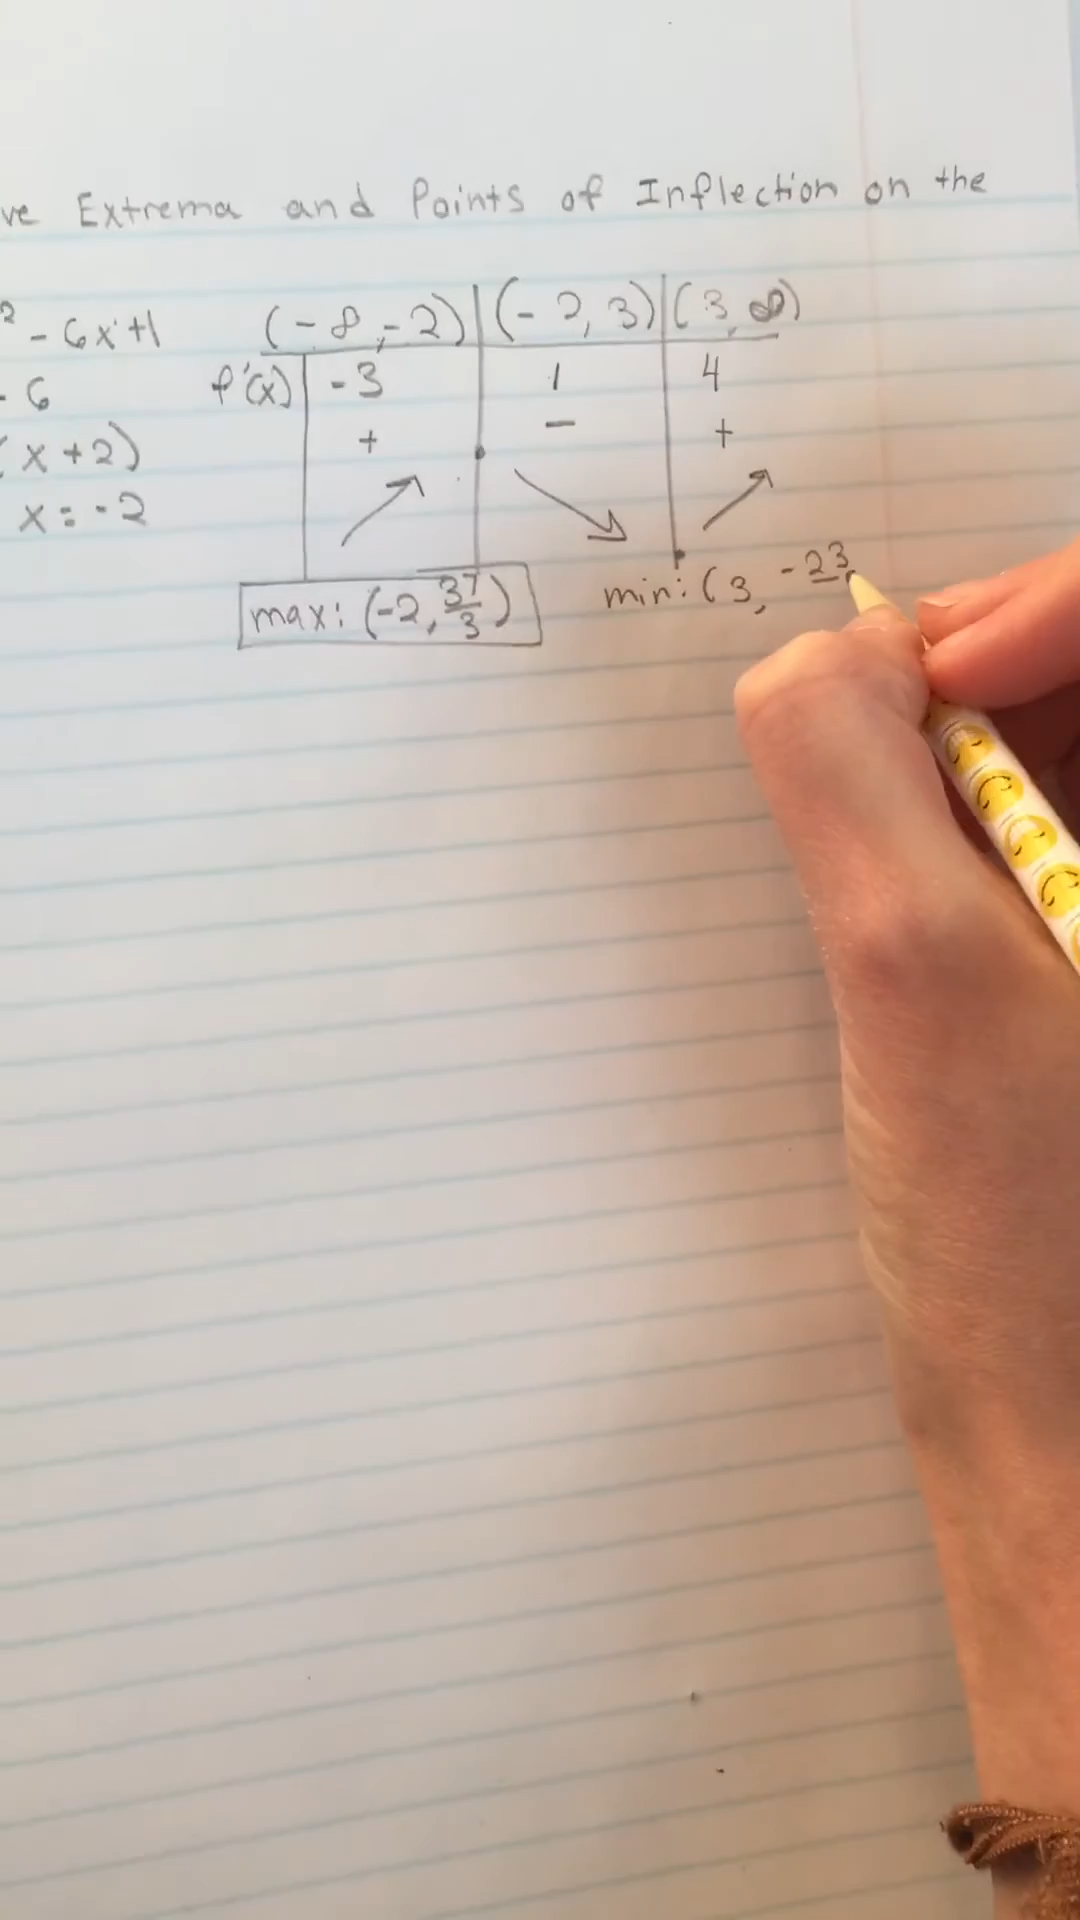 ve Extrema and Points of Inflection on the
2 - 6x+1
- 6
(x+2)
x = -2
(-∞, -2) (-2, 3) (3, ∞)
f'(x) -3 1 4
+ - +
max: (-2, 37/3)
min: (3, -23